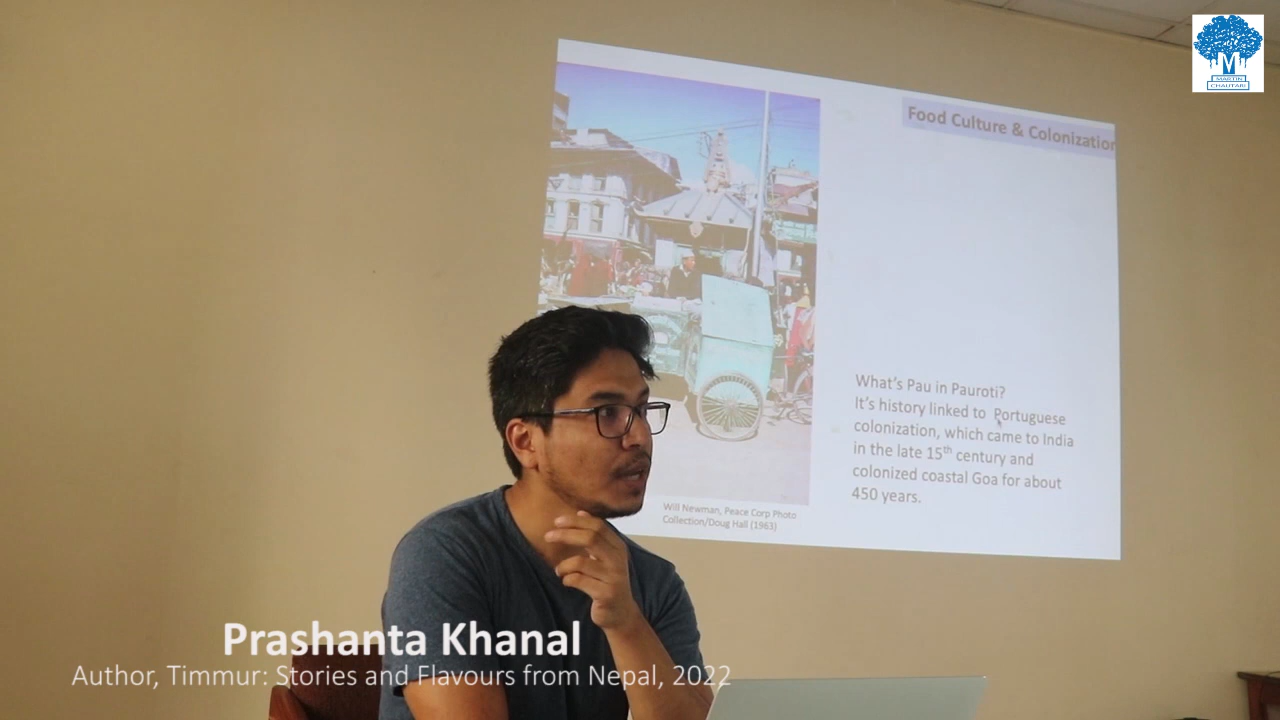 MARTIN
CHAUTARI
Food Culture & Colonization
What's Pau in Pauroti?
It's history linked to Portuguese
colonization, which came to India
in the late 15th century and
colonized coastal Goa for about
450 years.
Will Newman, Peace Corp Photo
Collection/Doug Hall (1963)
Prashanta Khanal
Author, Timmur: Stories and Flavours from Nepal, 2022